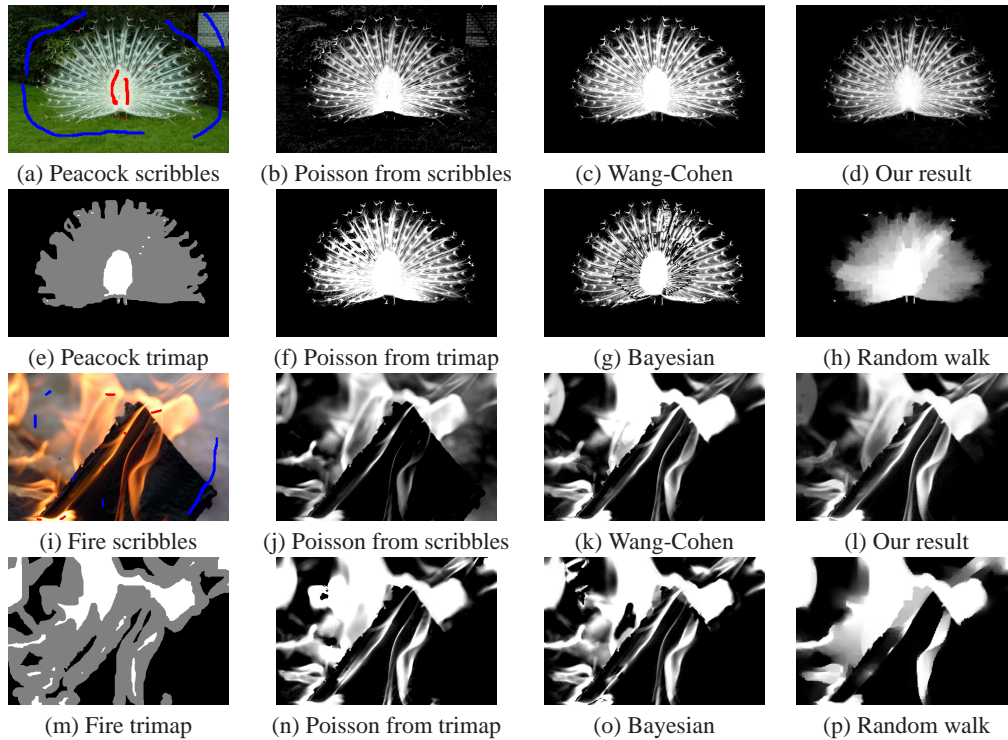 (a) Peacock scribbles
(b) Poisson from scribbles
(c) Wang-Cohen
(d) Our result
(e) Peacock trimap
(f) Poisson from trimap
(g) Bayesian
(h) Random walk
(i) Fire scribbles
(j) Poisson from scribbles
(k) Wang-Cohen
(l) Our result
(m) Fire trimap
(n) Poisson from trimap
(o) Bayesian
(p) Random walk